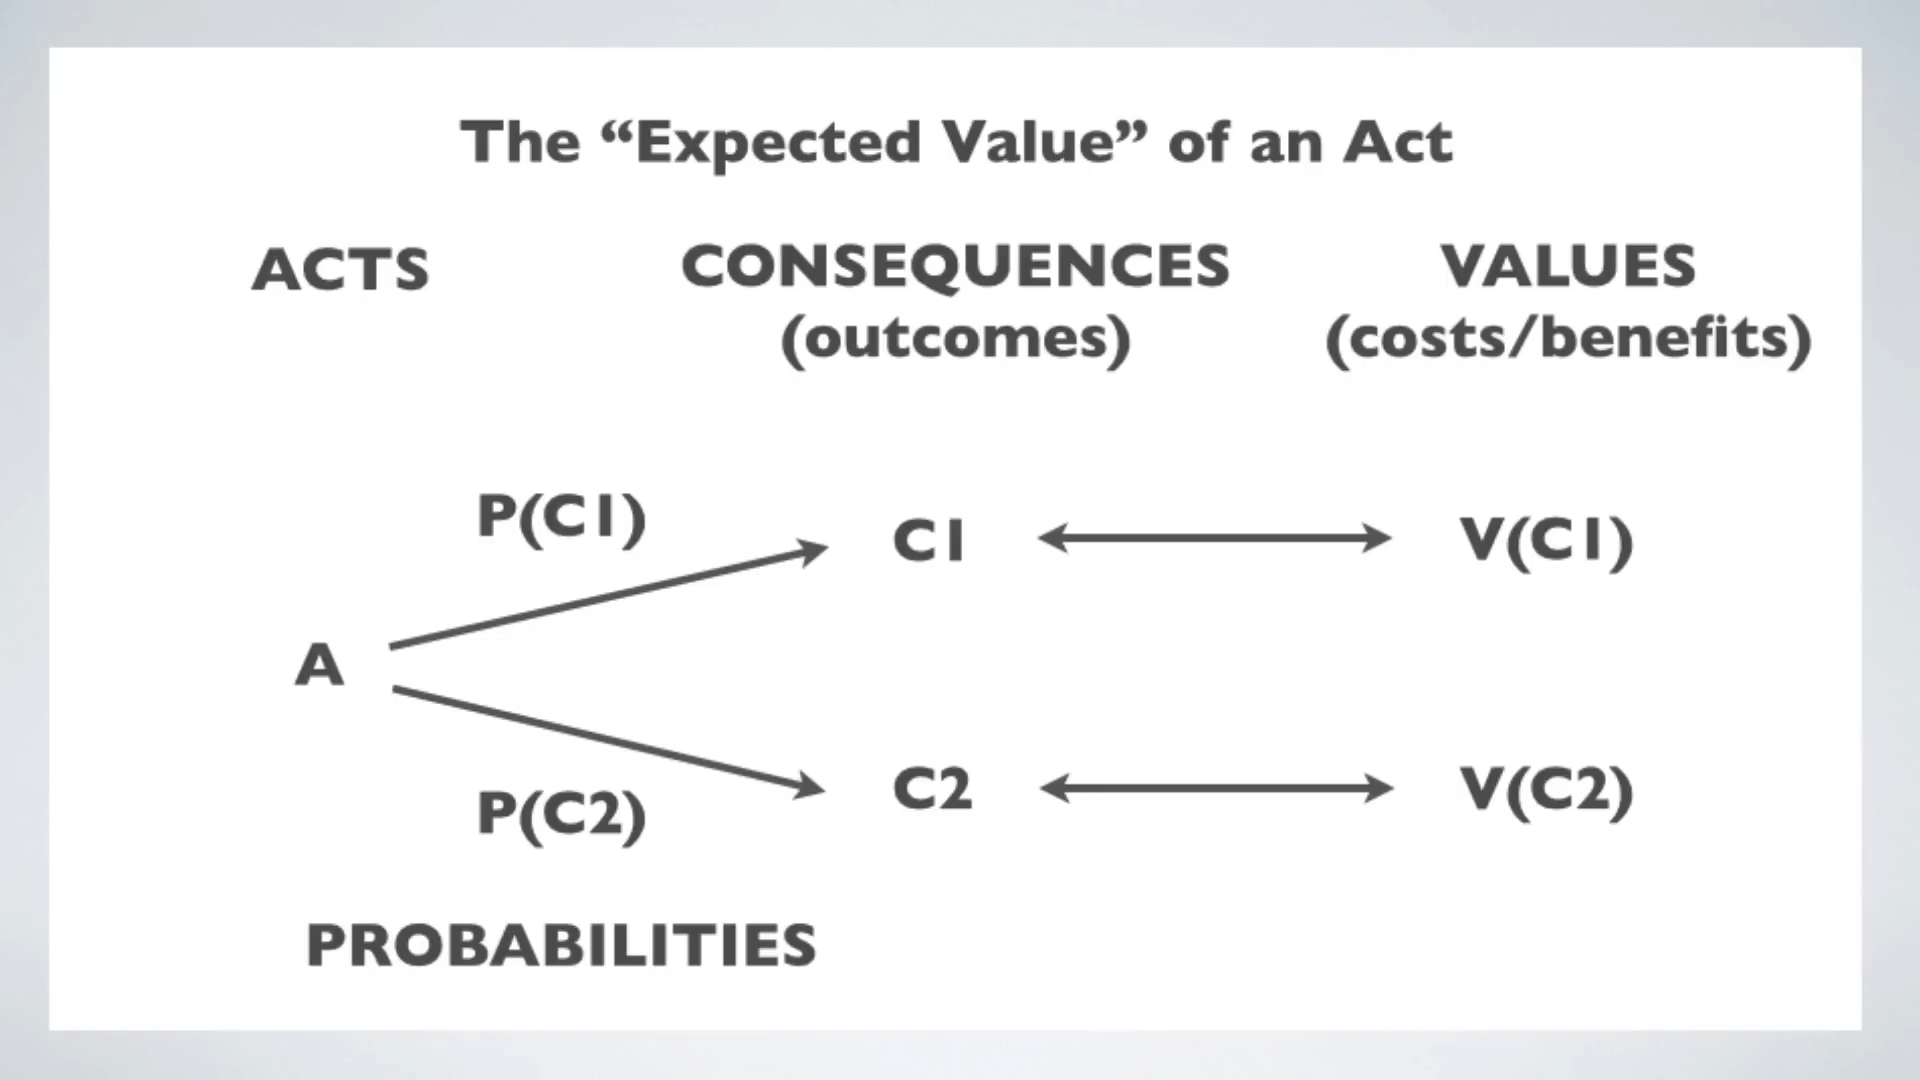 The “Expected Value” of an Act
ACTS
CONSEQUENCES
(outcomes)
VALUES
(costs/benefits)
P(C1)
C1
V(C1)
A
P(C2)
C2
V(C2)
PROBABILITIES